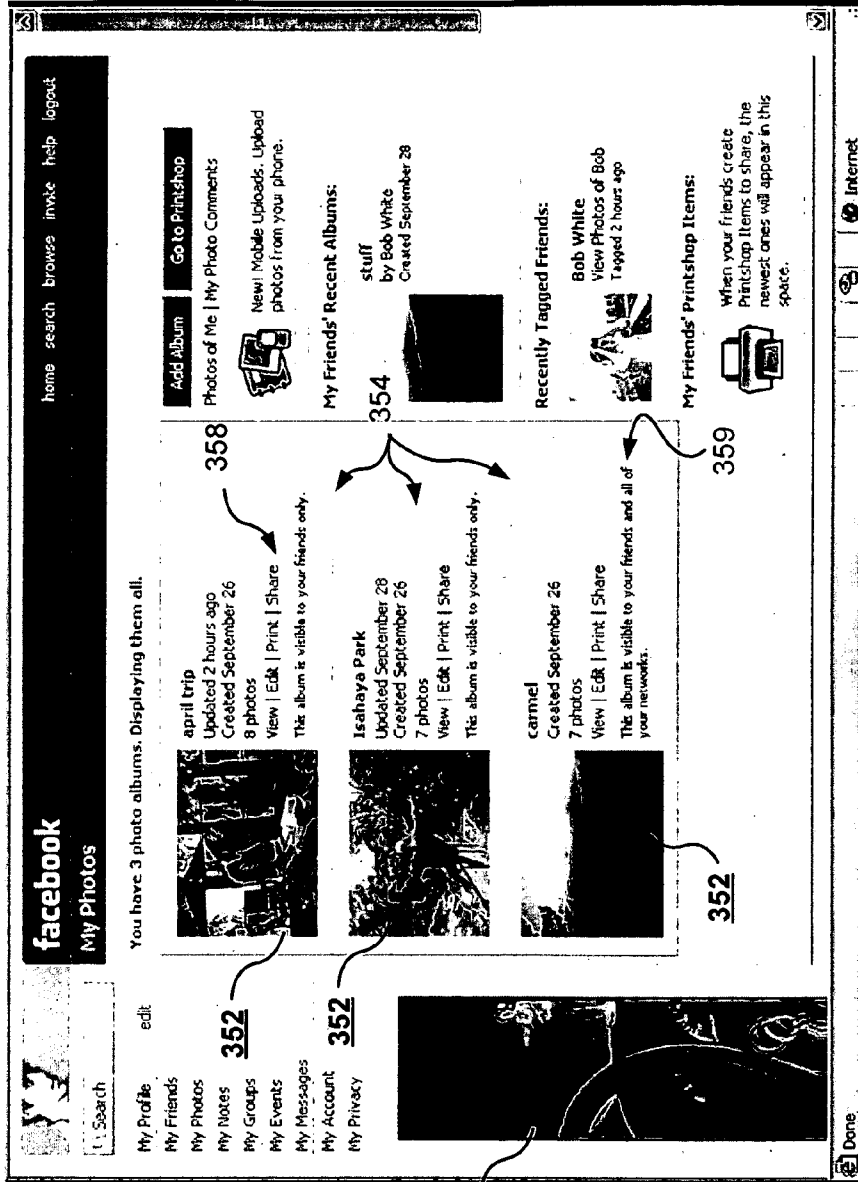 facebook
home search browse invite help logout
My Photos
Search
My Profile edit
My Friends
My Photos
My Notes
My Groups
My Events
My Messages
My Account
My Privacy
You have 3 photo albums. Displaying them all.
april trip
Updated 2 hours ago
Created September 26
8 photos
View | Edit | Print | Share
This album is visible to your friends only.
Isahaya Park
Updated September 28
Created September 26
7 photos
View | Edit | Print | Share
This album is visible to your friends only.
carmel
Created September 26
7 photos
View | Edit | Print | Share
This album is visible to your friends and all of
your networks.
352
352
352
358
354
359
Add Album Go to Printshop
Photos of Me | My Photo Comments
New! Mobile Uploads. Upload
photos from your phone.
My Friends' Recent Albums:
stuff
by Bob White
Created September 28
Recently Tagged Friends:
Bob White
View Photos of Bob
Tagged 2 hours ago
My Friends' Printshop Items:
When your friends create
Printshop Items to share, the
newest ones will appear in this
space.
Done
Internet